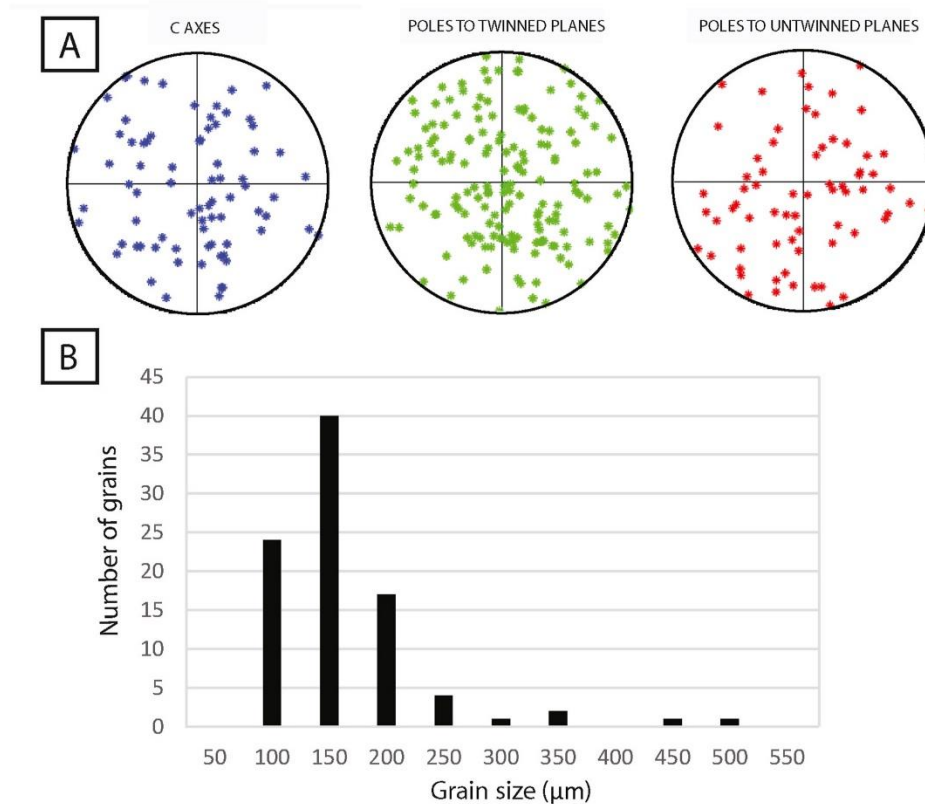 A
C AXES
POLES TO TWINNED PLANES
POLES TO UNTWINNED PLANES
B
45
40
35
30
25
20
15
10
5
0
Number of grains
50 100 150 200 250 300 350 400 450 500 550
Grain size (μm)